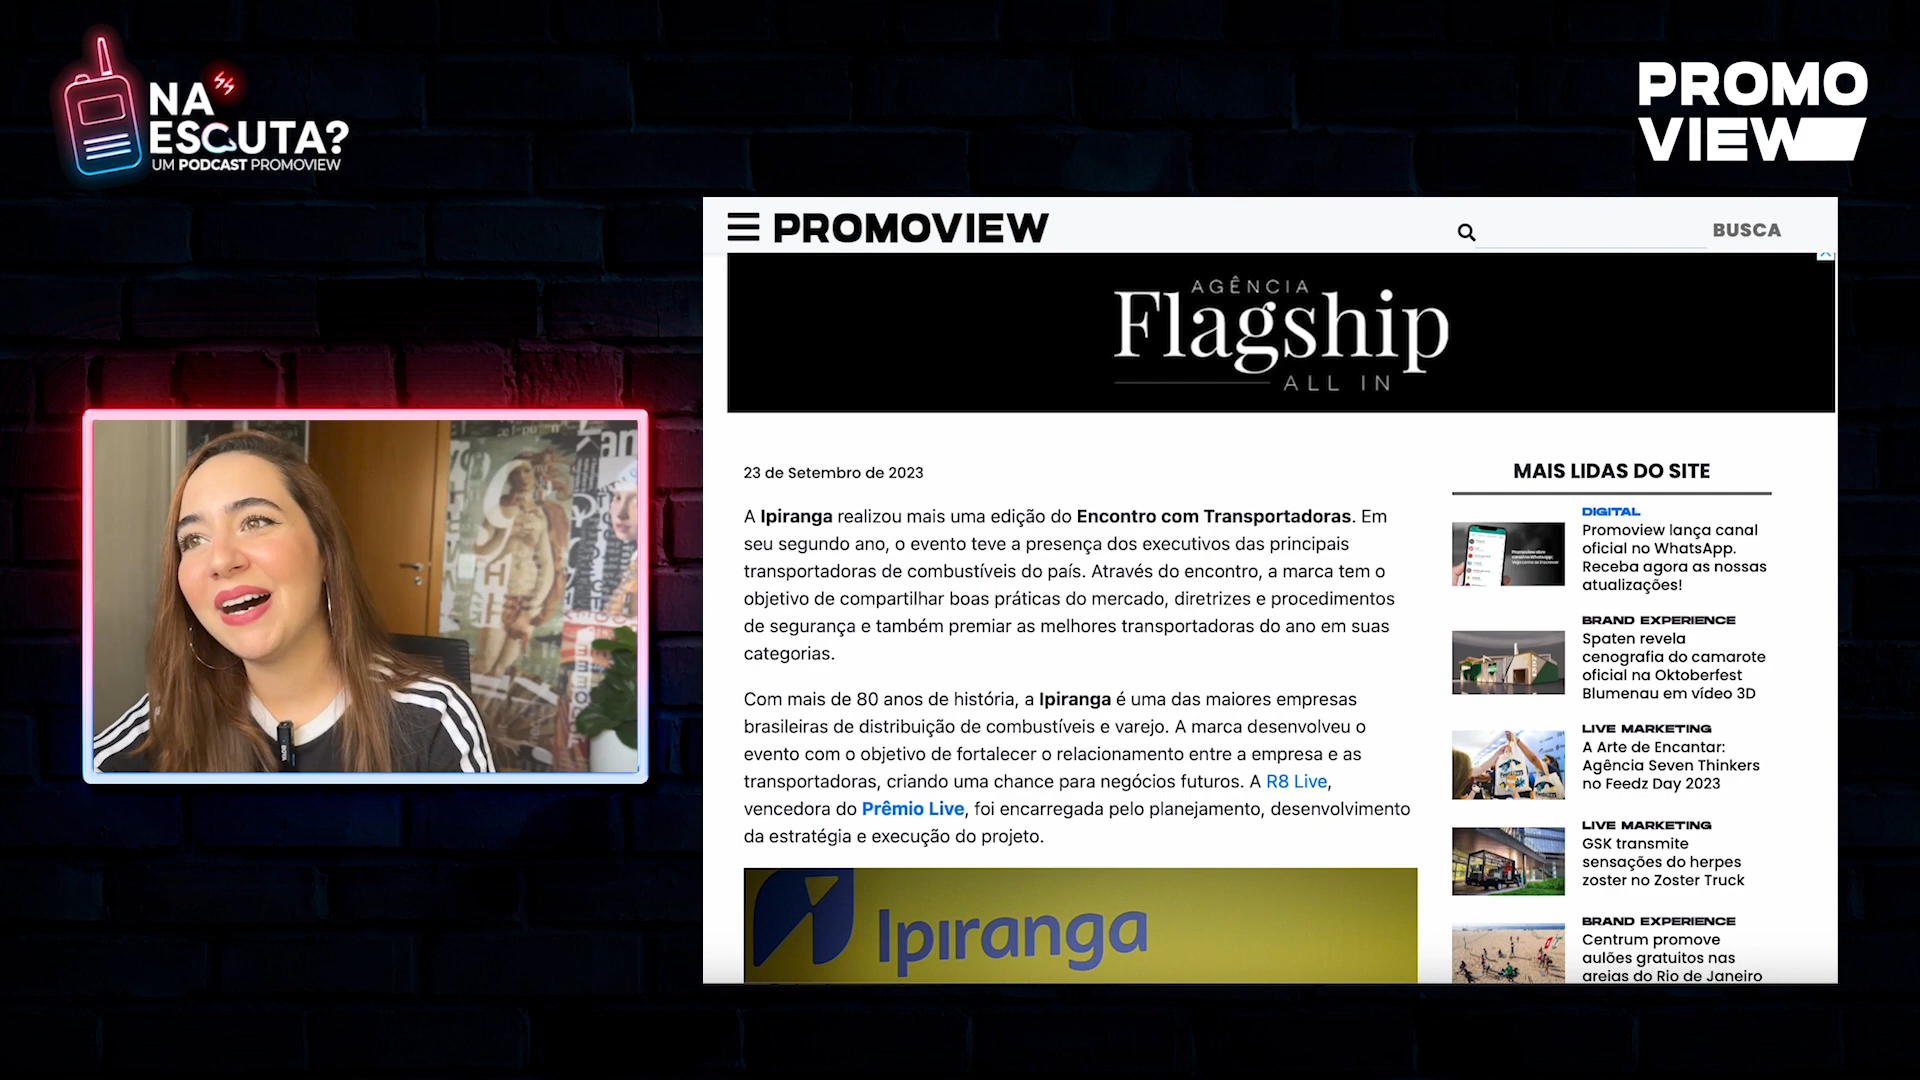 NA
ESCUTA?
UM PODCAST PROMOVIEW
PROMO
VIEW
PROMOVIEW
BUSCA
AGÊNCIA
Flagship
ALL IN
23 de Setembro de 2023
A Ipiranga realizou mais uma edição do Encontro com Transportadoras. Em
seu segundo ano, o evento teve a presença dos executivos das principais
transportadoras de combustíveis do país. Através do encontro, a marca tem o
objetivo de compartilhar boas práticas do mercado, diretrizes e procedimentos
de segurança e também premiar as melhores transportadoras do ano em suas
categorias.
Com mais de 80 anos de história, a Ipiranga é uma das maiores empresas
brasileiras de distribuição de combustíveis e varejo. A marca desenvolveu o
evento com o objetivo de fortalecer o relacionamento entre a empresa e as
transportadoras, criando uma chance para negócios futuros. A R8 Live,
vencedora do Prêmio Live, foi encarregada pelo planejamento, desenvolvimento
da estratégia e execução do projeto.
Ipiranga
MAIS LIDAS DO SITE
DIGITAL
Promoview lança canal
oficial no WhatsApp.
Receba agora as nossas
atualizações!
BRAND EXPERIENCE
Spaten revela
cenografia do camarote
oficial na Oktoberfest
Blumenau em vídeo 3D
LIVE MARKETING
A Arte de Encantar:
Agência Seven Thinkers
no Feedz Day 2023
LIVE MARKETING
GSK transmite
sensações do herpes
zoster no Zoster Truck
BRAND EXPERIENCE
Centrum promove
aulões gratuitos nas
areias do Rio de Janeiro